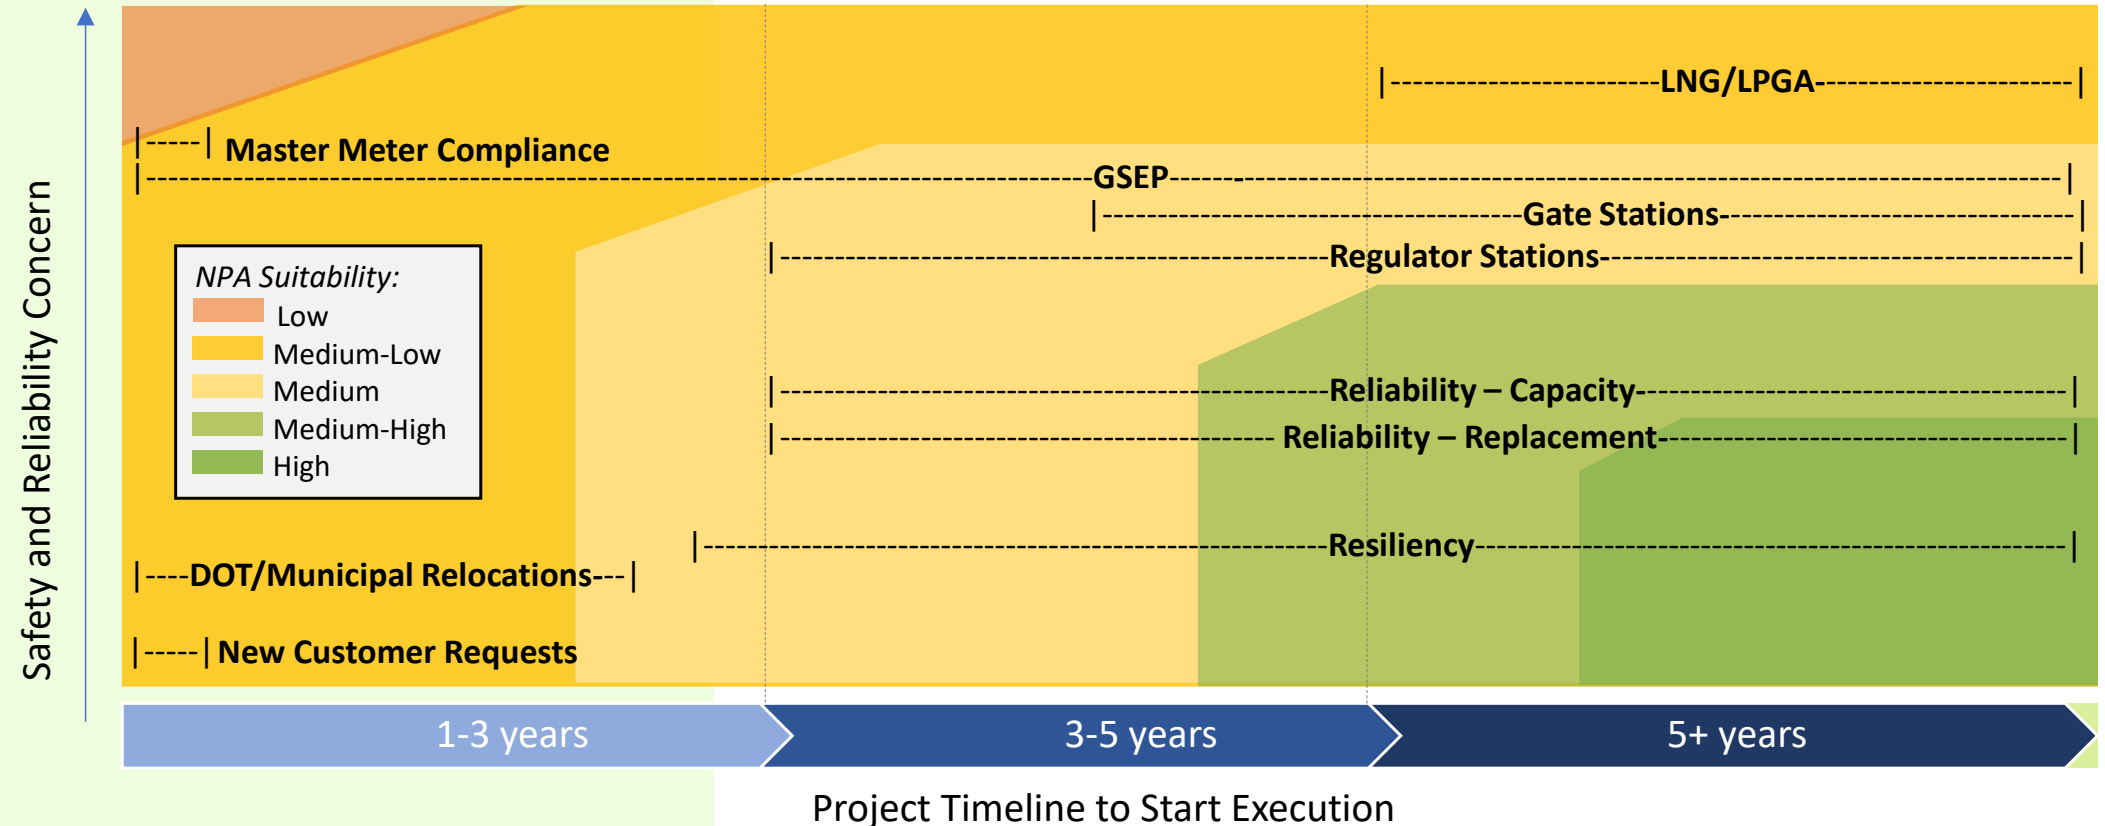 Safety and Reliability Concern
|--------------------------LNG/LPGA-------------------------|
|-----| Master Meter Compliance
|------------------------------GSEP------------------------------|
|------------------------------Gate Stations------------------------------|
|------------------------------Regulator Stations------------------------------|
NPA Suitability:
Low
Medium-Low
Medium
Medium-High
High
|------------------------------Reliability – Capacity------------------------------|
|------------------------------ Reliability – Replacement------------------------------|
|------------------------------Resiliency------------------------------|
|----DOT/Municipal Relocations---|
|-----| New Customer Requests
1-3 years
3-5 years
5+ years
Project Timeline to Start Execution